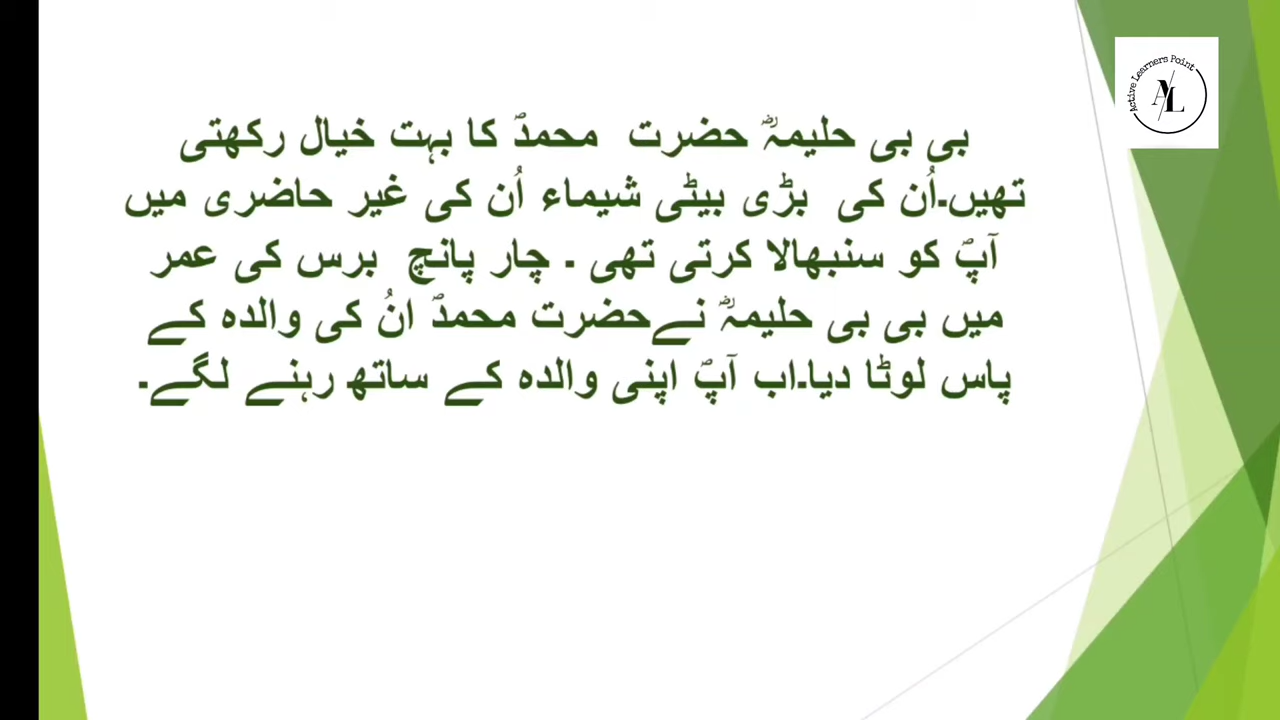 بی بی حلیمہؓ حضرت محمدؐ کا بہت خیال رکھتی
تھیں۔اُن کی بڑی بیٹی شیماء اُن کی غیر حاضری میں
آپؐ کو سنبھالا کرتی تھی ۔ چار پانچ برس کی عمر
میں بی بی حلیمہؓ نےحضرت محمدؐ انُ کی والدہ کے
پاس لوٹا دیا۔اب آپؐ اپنی والدہ کے ساتھ رہنے لگے۔
Active Learners Point
A/L